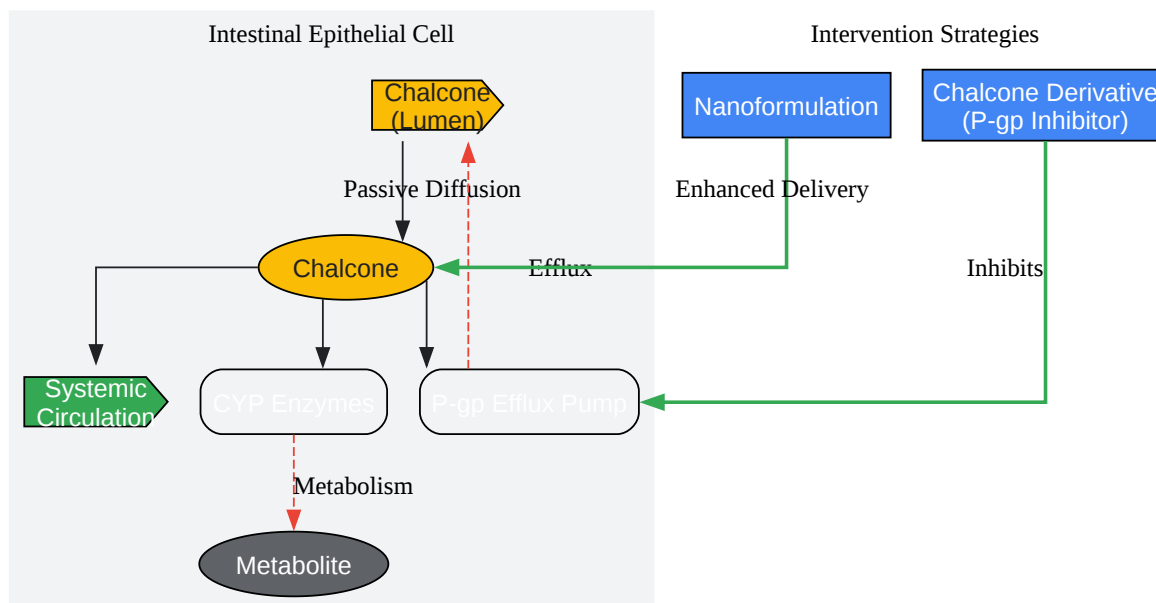 Intestinal Epithelial Cell
Intervention Strategies
Chalcone
(Lumen)
Nanoformulation
Chalcone Derivative
(P-gp Inhibitor)
Passive Diffusion
Enhanced Delivery
Chalcone
Efflux
Inhibits
Systemic
Circulation
CYP Enzymes
P-gp Efflux Pump
Metabolism
Metabolite